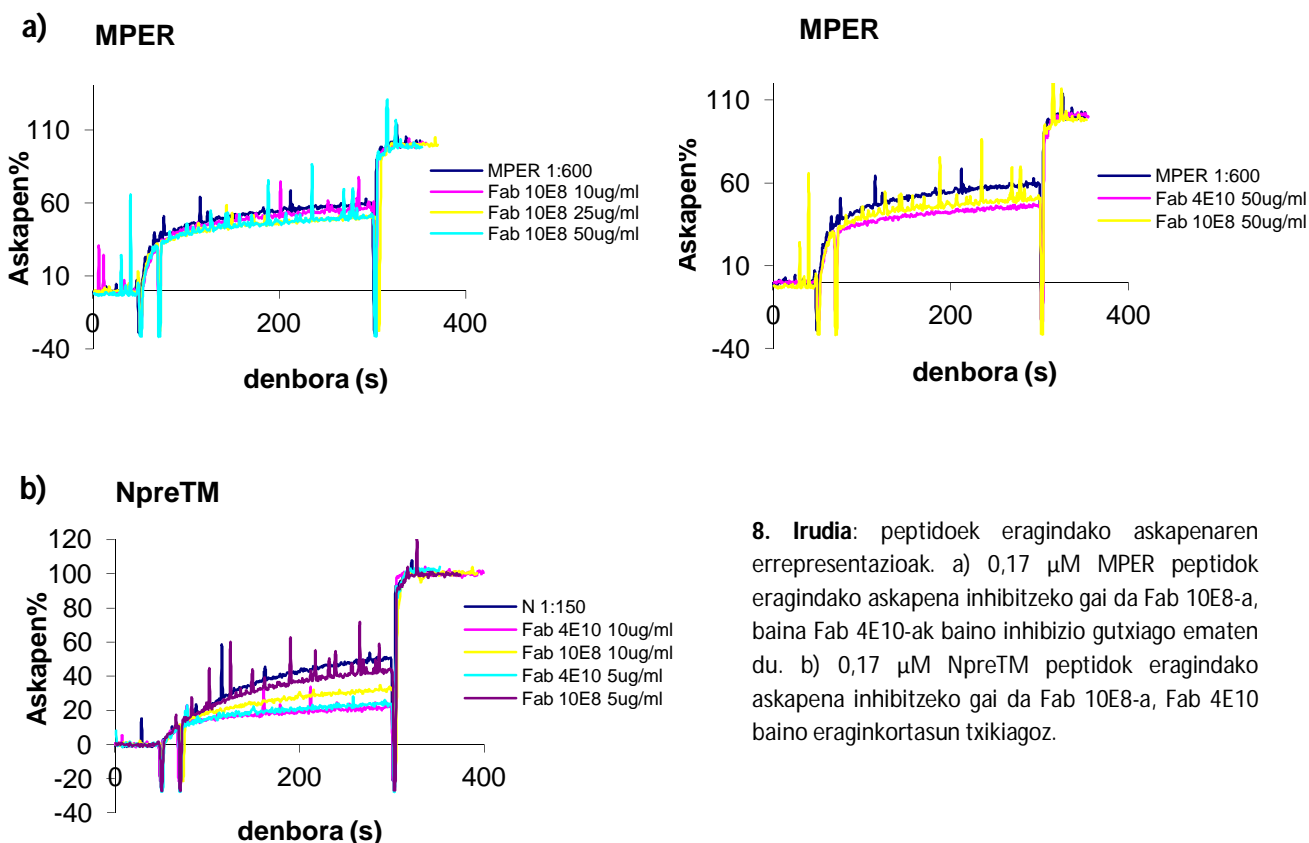 a)
MPER
Askapen%
110
60
10
-40
0
200
400
denbora (s)
MPER 1:600
Fab 10E8 10ug/ml
Fab 10E8 25ug/ml
Fab 10E8 50ug/ml
MPER
Askapen%
110
60
10
-40
0
200
400
denbora (s)
MPER 1:600
Fab 4E10 50ug/ml
Fab 10E8 50ug/ml
b)
NpreTM
Askapen%
120
100
80
60
40
20
0
-20
-40
0
200
400
denbora (s)
N 1:150
Fab 4E10 10ug/ml
Fab 10E8 10ug/ml
Fab 4E10 5ug/ml
Fab 10E8 5ug/ml
8. Irudia: peptidoek eragindako askapenaren
errepresentazioak. a) 0,17 µM MPER peptidok
eragindako askapena inhibitzeko gai da Fab 10E8-a,
baina Fab 4E10-ak baino inhibizio gutxiago ematen
du. b) 0,17 µM NpreTM peptidok eragindako
askapena inhibitzeko gai da Fab 10E8-a, Fab 4E10
baino eraginkortasun txikiagoz.